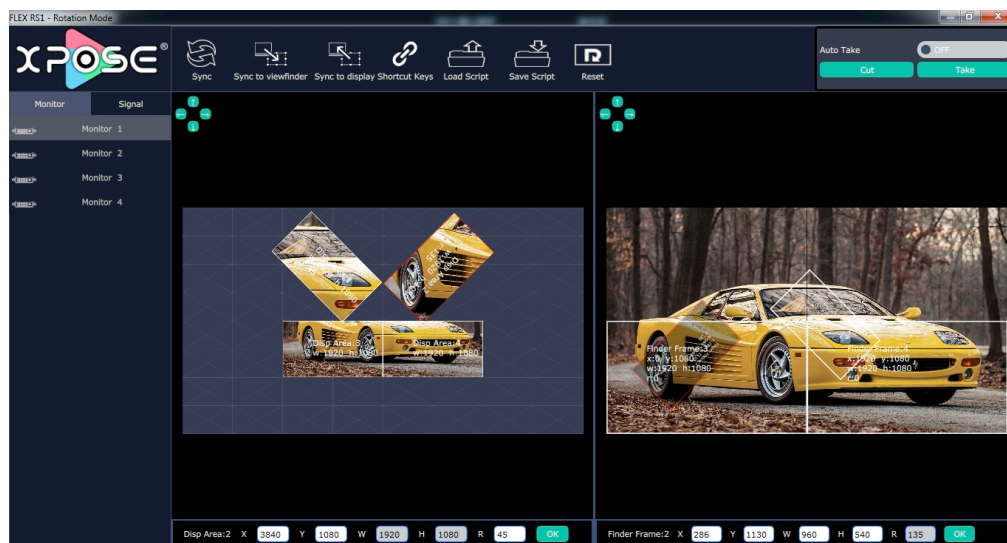 FLEX RS1 - Rotation Mode
XPOSE®
Sync
Sync to viewfinder
Sync to display
Shortcut Keys
Load Script
Save Script
Reset
Auto Take
OFF
Cut
Take
Monitor
Signal
Monitor 1
Monitor 2
Monitor 3
Monitor 4
Disp Area:3
w:1920 h:1080
Disp Area:4
w:1920 h:1080
Finder Frame:3
x:0 y:1080
w:1920 h:1080
r:0
Finder Frame:4
x:1920 y:1080
w:1920 h:1080
r:0
Disp Area:2 X 3840 Y 1080 W 1920 H 1080 R 45 OK
Finder Frame:2 X 286 Y 1130 W 960 H 540 R 135 OK